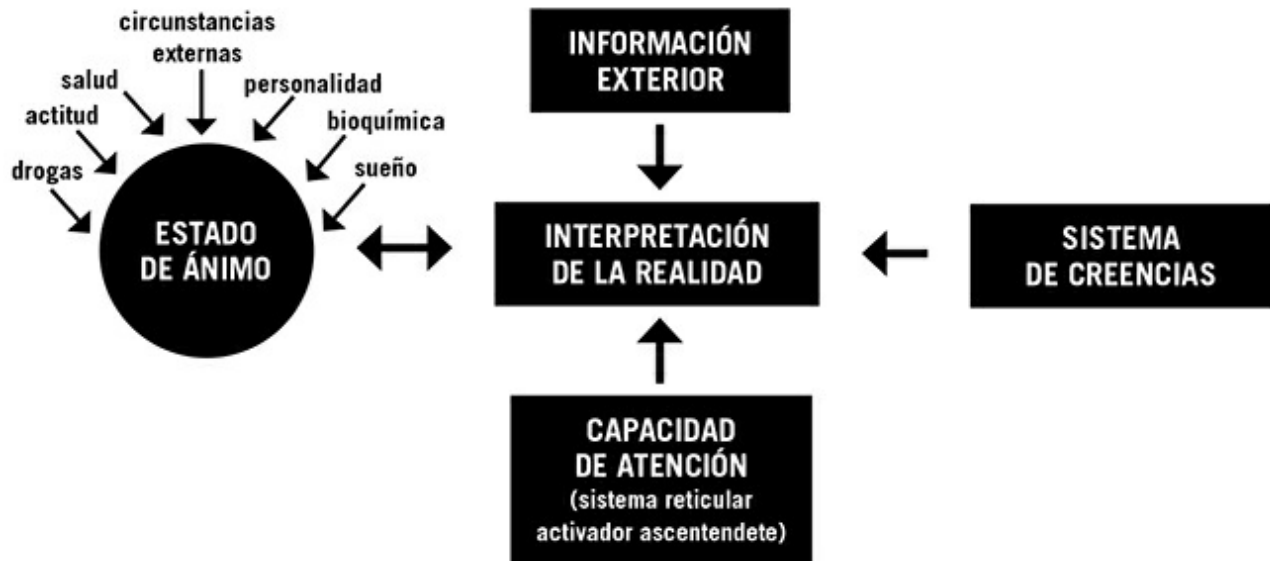 circunstancias
externas
salud
personalidad
actitud
bioquímica
drogas
sueño
ESTADO
DE ÁNIMO
INFORMACIÓN
EXTERIOR
INTERPRETACIÓN
DE LA REALIDAD
SISTEMA
DE CREENCIAS
CAPACIDAD
DE ATENCIÓN
(sistema reticular
activador ascentendete)